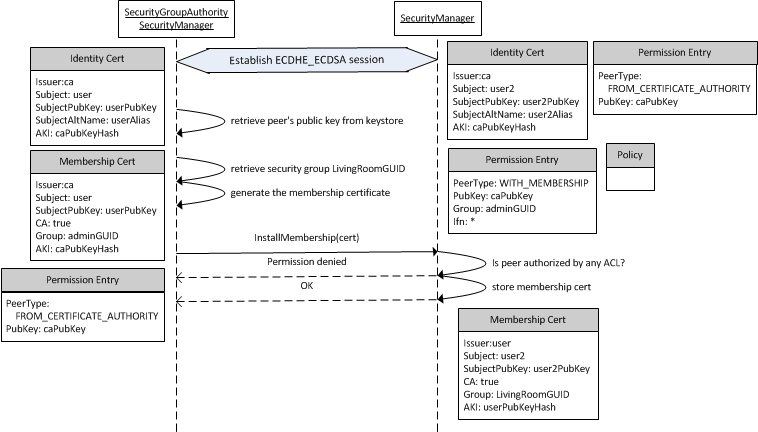 SecurityGroupAuthority
SecurityManager
SecurityManager
Establish ECDHE_ECDSA session
Identity Cert
Issuer:ca
Subject: user
SubjectPubKey: userPubKey
SubjectAltName: userAlias
AKI: caPubKeyHash
Identity Cert
Issuer:ca
Subject: user2
SubjectPubKey: user2PubKey
SubjectAltName: user2Alias
AKI: caPubKeyHash
Permission Entry
PeerType:
FROM_CERTIFICATE_AUTHORITY
PubKey: caPubKey
retrieve peer's public key from keystore
Membership Cert
Issuer:ca
Subject: user
SubjectPubKey: userPubKey
CA: true
Group: adminGUID
AKI: caPubKeyHash
retrieve security group LivingRoomGUID
generate the membership certificate
Permission Entry
PeerType: WITH_MEMBERSHIP
PubKey: caPubKey
Group: adminGUID
Ifn: *
Policy
InstallMembership(cert)
Permission denied
Is peer authorized by any ACL?
OK
store membership cert
Permission Entry
PeerType:
FROM_CERTIFICATE_AUTHORITY
PubKey: caPubKey
Membership Cert
Issuer:user
Subject: user2
SubjectPubKey: user2PubKey
CA: true
Group: LivingRoomGUID
AKI: userPubKeyHash